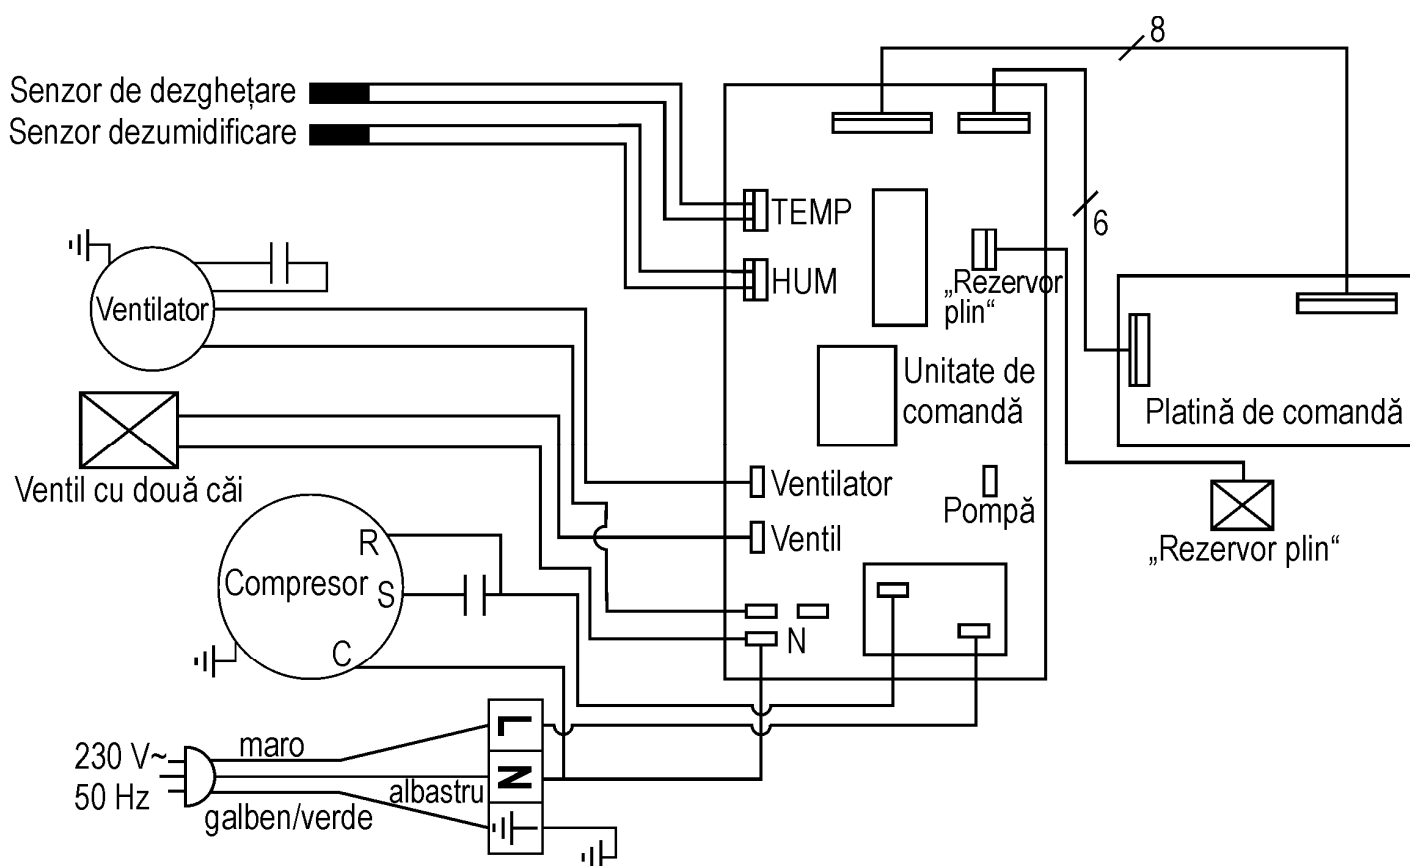 8
Senzor de dezghețare
Senzor dezumidificare
TEMP
6
HUM
„Rezervor
plin“
Ventilator
Unitate de
comandă
Platină de comandă
Ventil cu două căi
Ventilator
Pompă
R
Ventil
„Rezervor plin“
Compresor
S
N
C
L
230 V~
maro
N
50 Hz
albastru
galben/verde